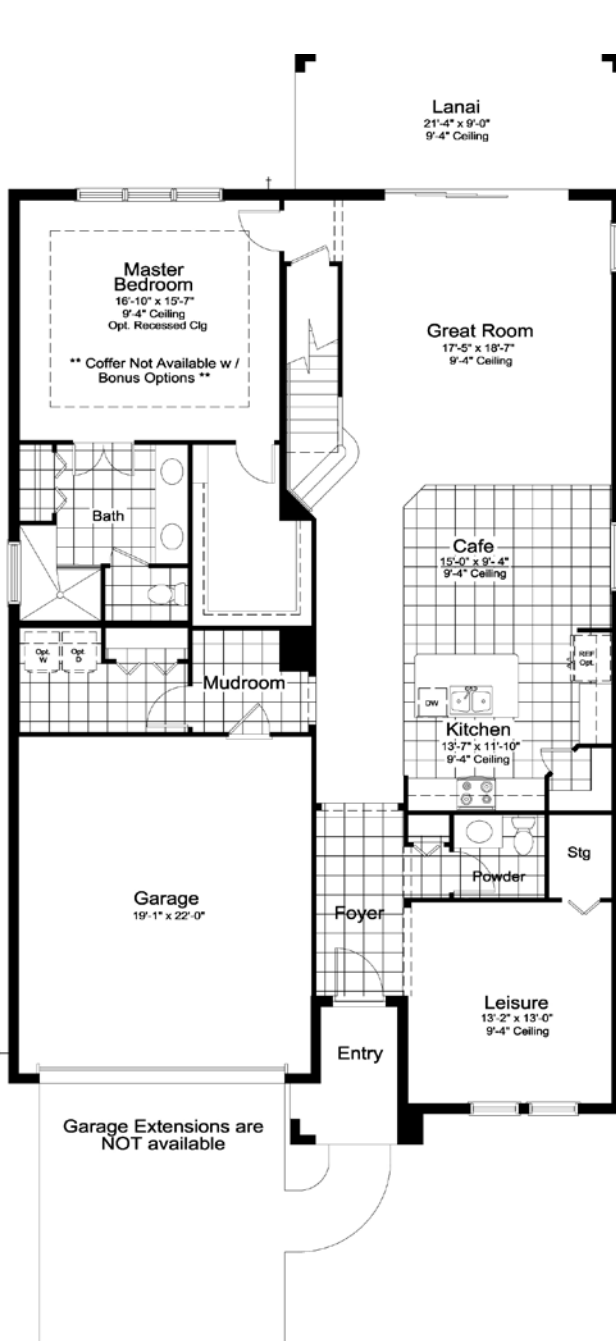 Lanai
21'-4" x 9'-0"
9'-4" Ceiling
Master
Bedroom
16'-10" x 15'-7"
9'-4" Ceiling
Opt. Recessed Clg
** Coffer Not Available w /
Bonus Options **
Great Room
17'-5" x 18'-7"
9'-4" Ceiling
Bath
Cafe
15'-0" x 9'- 4"
9'-4" Ceiling
Opt.
W
Opt.
D
Mudroom
REF
Opt.
DW
Kitchen
13'-7" x 11'-10"
9'-4" Ceiling
Garage
19'-1" x 22'-0"
Foyer
Powder
Stg
Leisure
13'-2" x 13'-0"
9'-4" Ceiling
Entry
Garage Extensions are
NOT available